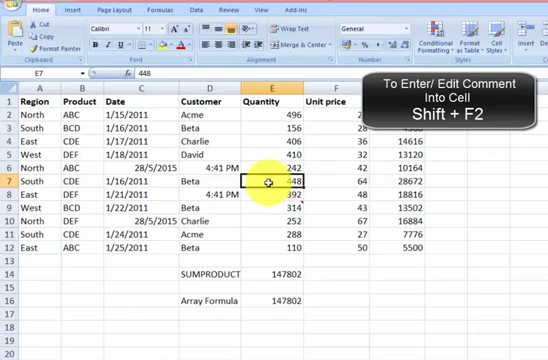 Home Insert Page Layout Formulas Data Review View Add-Ins
Paste
Cut
Copy
Format Painter
Clipboard
Calibri 11
B I U
Font
Wrap Text
Merge & Center
Alignment
General
Number
Conditional Formatting
Format as Table
Cell Styles
Styles
E7 448
A B C D E F
1 Region Product Date Customer Quantity Unit price
2 North ABC 1/15/2011 Acme 496
3 South BCD 1/16/2011 Beta 156
4 East CDE 1/17/2011 Charlie 406 36 14616
5 West DEF 1/18/2011 David 410 32 13120
6 North ABC 28/5/2015 4:41 PM 242 42 10164
7 South CDE 1/16/2011 Beta 448 64 28672
8 East DEF 1/21/2011 4:41 PM 392 48 18816
9 West BCD 1/22/2011 Beta 314 43 13502
10 North DEF 28/5/2015 Charlie 252 67 16884
11 South CDE 1/24/2011 Acme 288 27 7776
12 East ABC 1/25/2011 Beta 110 50 5500
13
14 SUMPRODUCT 147802
15
16 Array Formula 147802
17
18
19
20
To Enter/ Edit Comment
Into Cell
Shift + F2